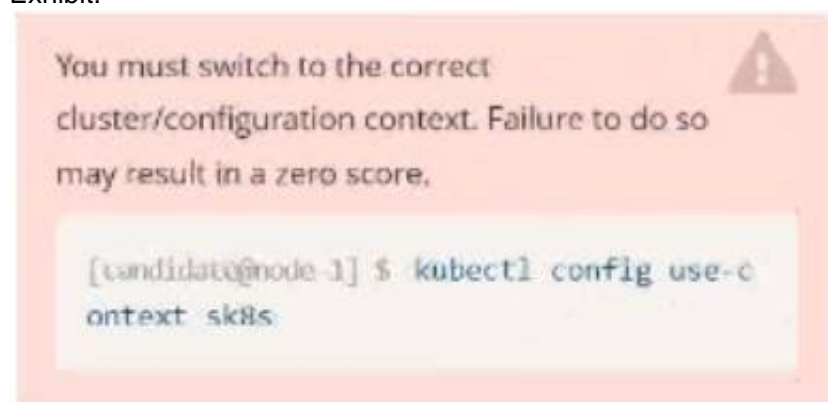 You must switch to the correct
cluster/configuration context. Failure to do so
may result in a zero score.
[candidate@node-1] $ kubectl config use-c
ontext sk8s